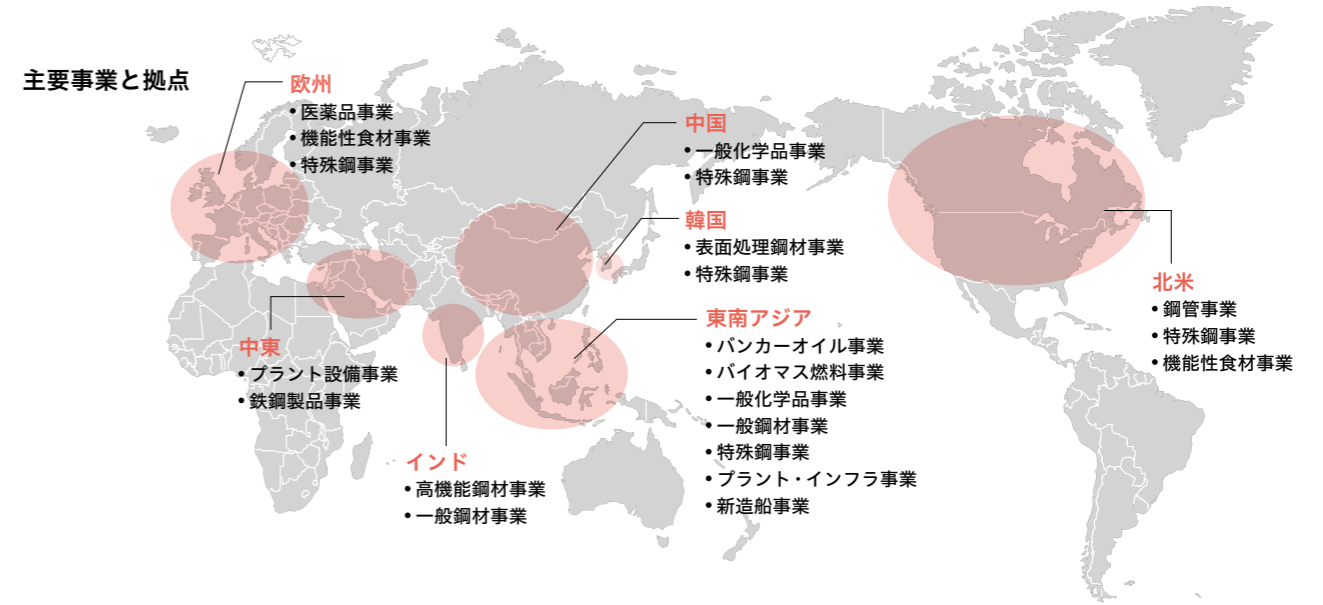 主要事業と拠点
欧州
• 医薬品事業
• 機能性食材事業
• 特殊鋼事業
中国
• 一般化学品事業
• 特殊鋼事業
韓国
• 表面処理鋼材事業
• 特殊鋼事業
北米
• 鋼管事業
• 特殊鋼事業
• 機能性食材事業
中東
• プラント設備事業
• 鉄鋼製品事業
東南アジア
• バンカーオイル事業
• バイオマス燃料事業
• 一般化学品事業
• 一般鋼材事業
• 特殊鋼事業
• プラント・インフラ事業
• 新造船事業
インド
• 高機能鋼材事業
• 一般鋼材事業